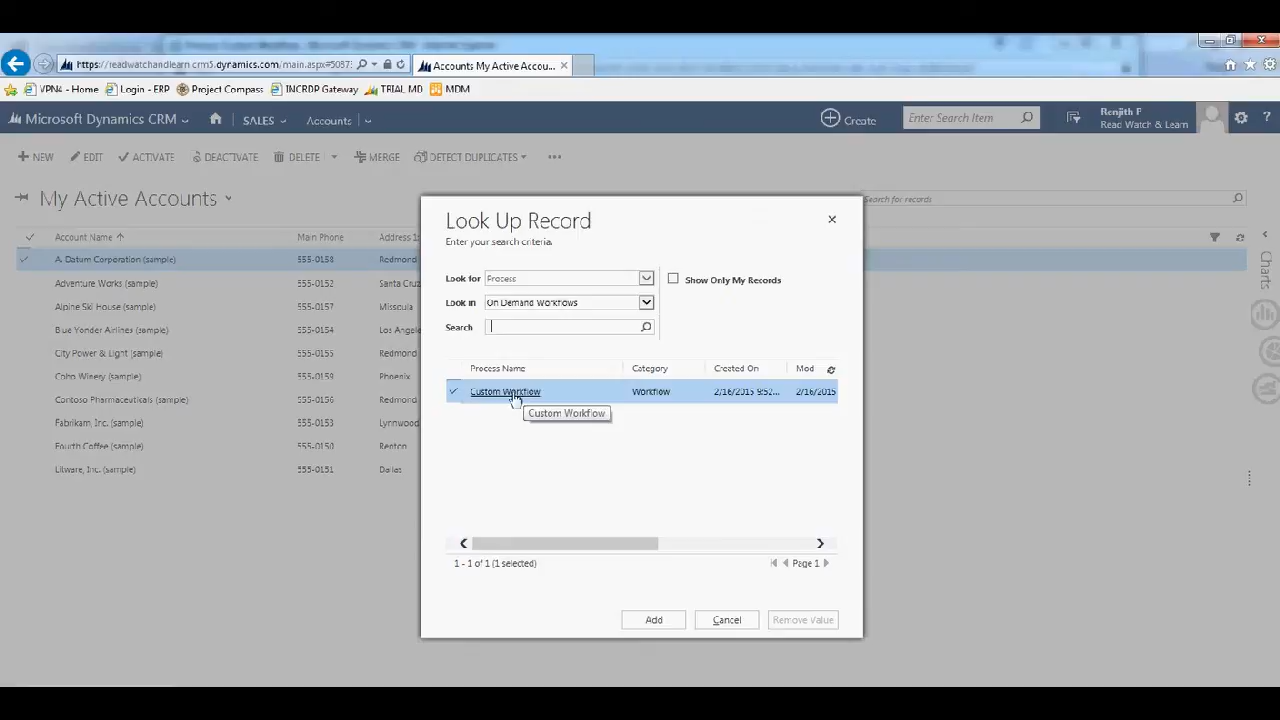 https://readwatchandlearn.crm5.dynamics.com/main.aspx#5087
Accounts My Active Accou...
VPN4 - Home
Login - ERP
Project Compass
INCRDP Gateway
TRIAL MD
MDM
Microsoft Dynamics CRM
SALES
Accounts
Create
Enter Search Item
Renjith F
Read Watch & Learn
NEW
EDIT
ACTIVATE
DEACTIVATE
DELETE
MERGE
DETECT DUPLICATES
...
My Active Accounts
Search for records
Account Name
Main Phone
Address 1:
A. Datum Corporation (sample) 555-0158 Redmond
Adventure Works (sample) 555-0152 Santa Cruz
Alpine Ski House (sample) 555-0157 Missoula
Blue Yonder Airlines (sample) 555-0154 Los Angeles
City Power & Light (sample) 555-0155 Redmond
Coho Winery (sample) 555-0159 Phoenix
Contoso Pharmaceuticals (sample) 555-0156 Redmond
Fabrikam, Inc. (sample) 555-0153 Lynnwood
Fourth Coffee (sample) 555-0150 Renton
Litware, Inc. (sample) 555-0151 Dallas
Charts
Look Up Record
Enter your search criteria.
Look for Process
Show Only My Records
Look in On Demand Workflows
Search
Process Name Category Created On Mod
Custom Workflow Workflow 2/16/2015 9:52... 2/16/2015
Custom Workflow
1 - 1 of 1 (1 selected)
Page 1
Add
Cancel
Remove Value